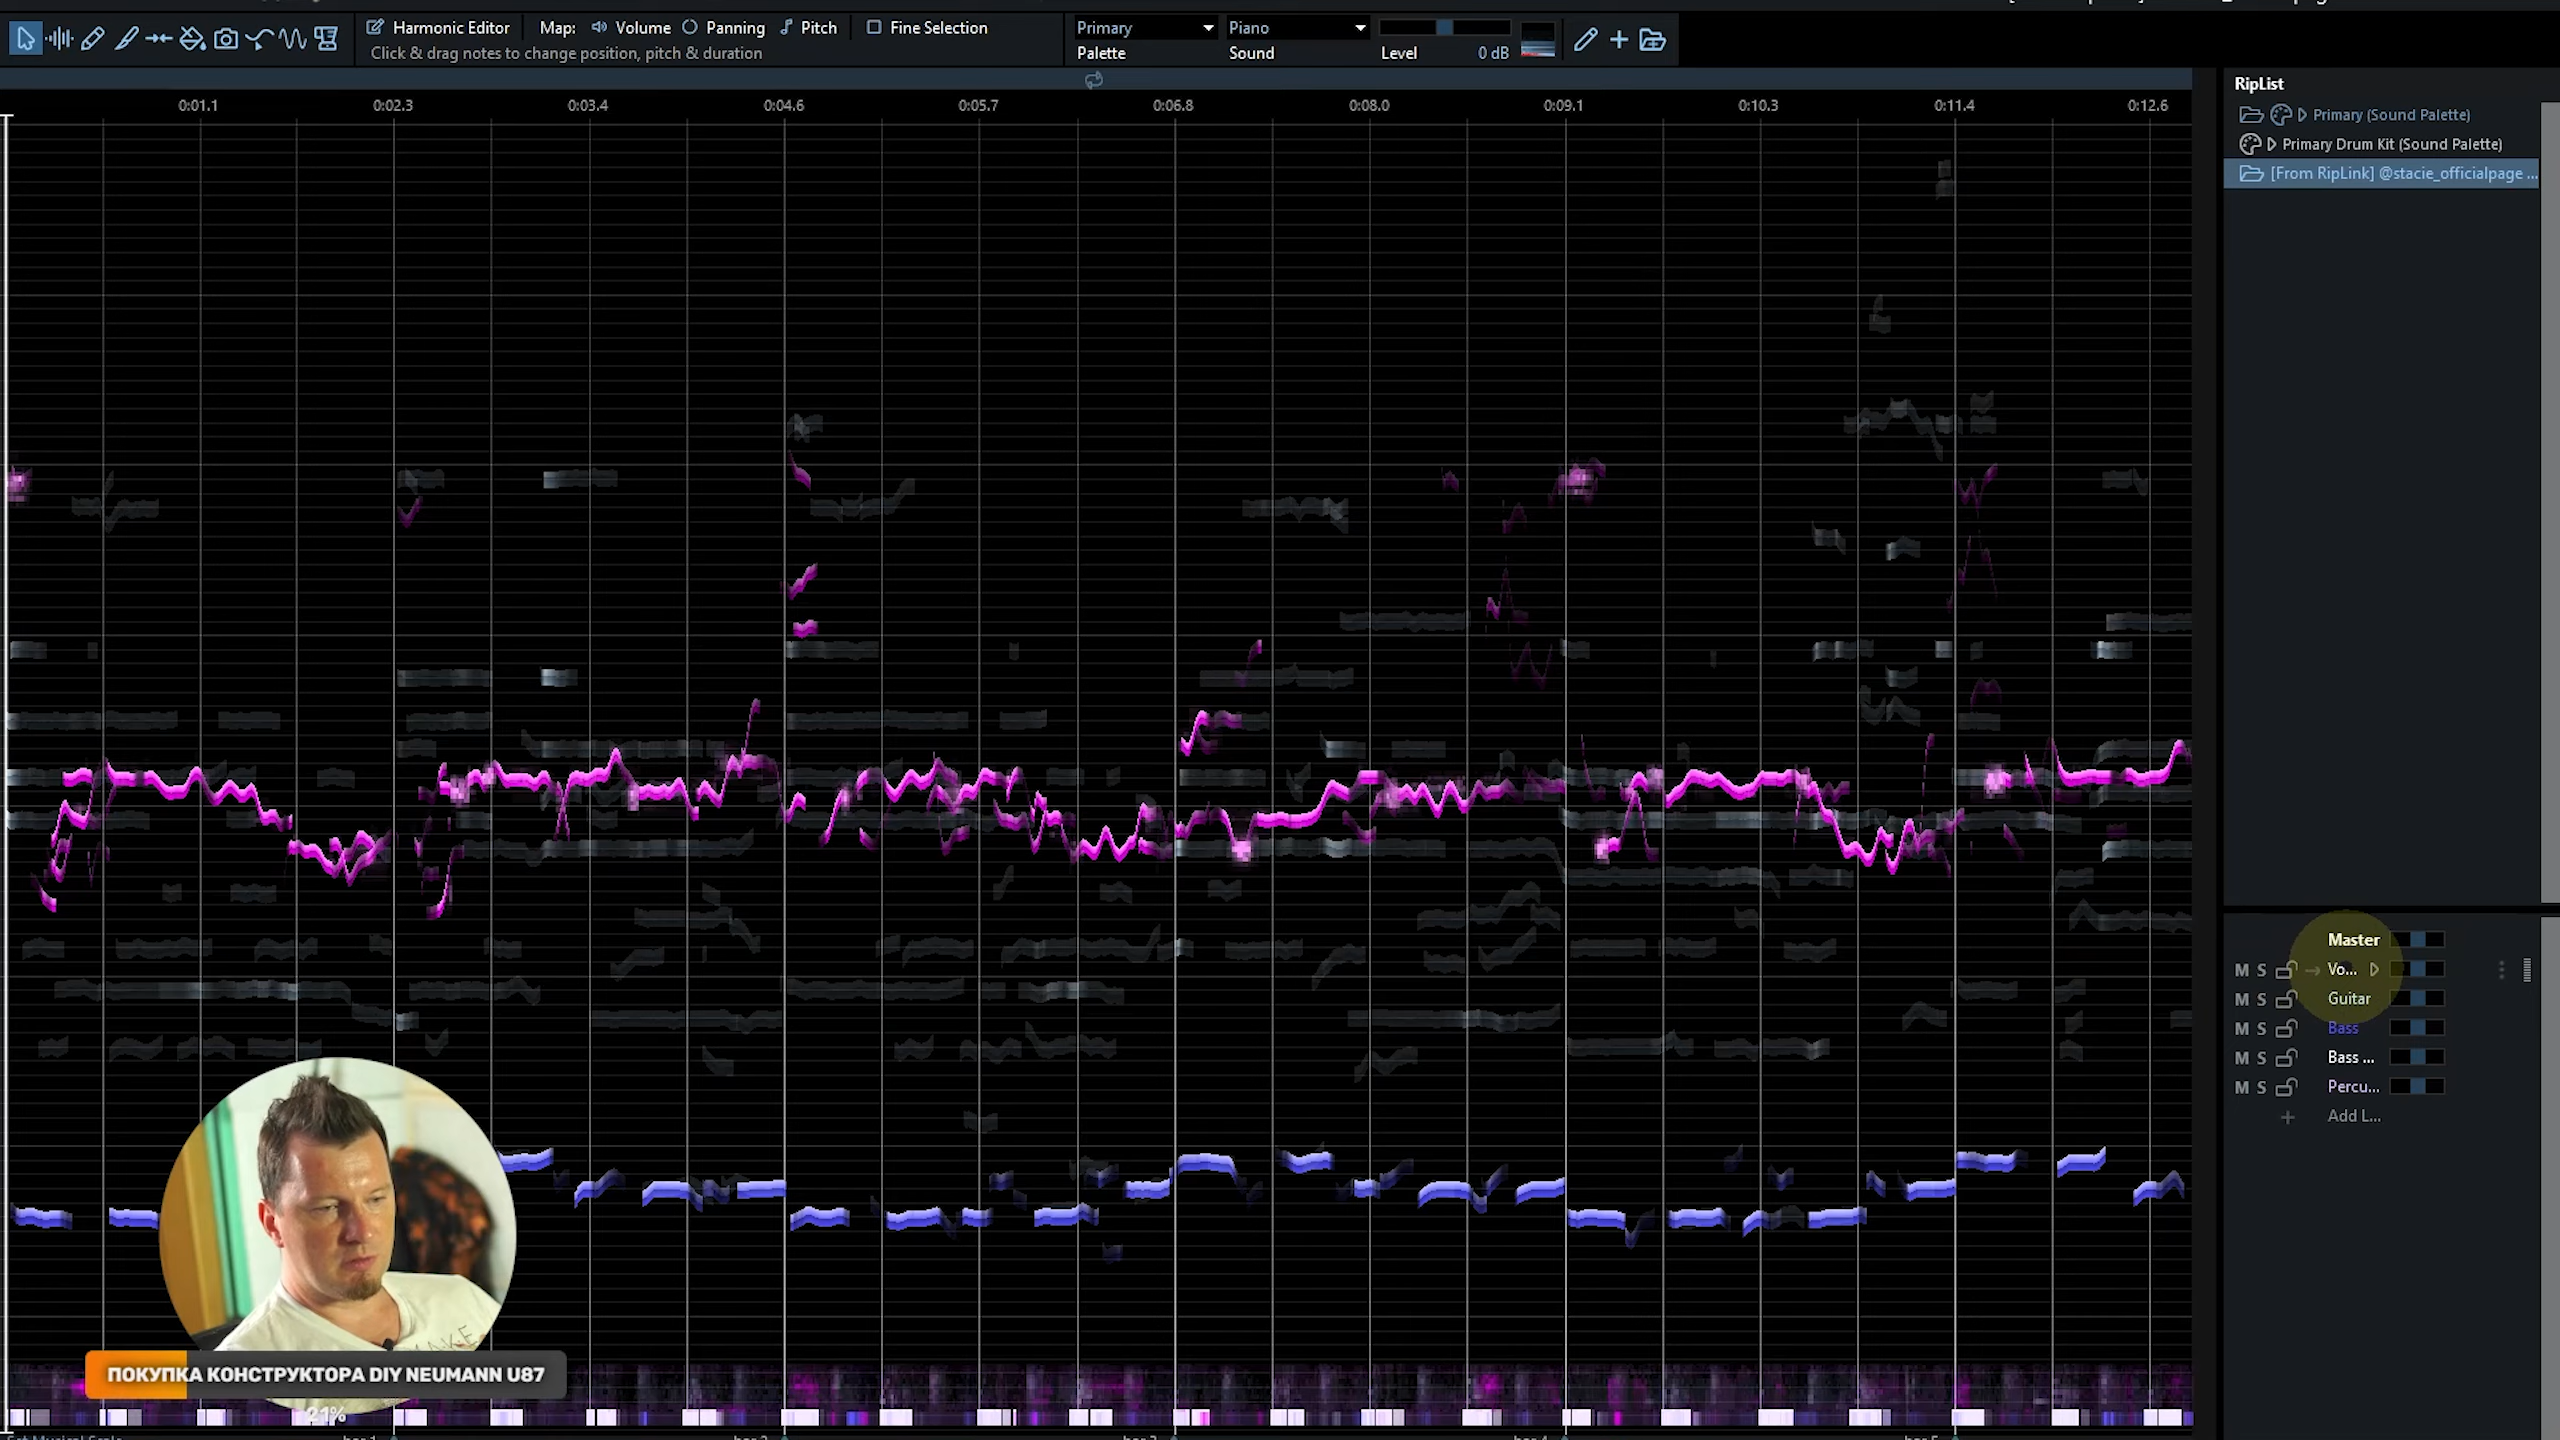 Harmonic Editor Map: Volume Panning Pitch Fine Selection
Click & drag notes to change position, pitch & duration
Primary Piano
Palette Sound Level 0 dB
0:01.1 0:02.3 0:03.4 0:04.6 0:05.7 0:06.8 0:08.0 0:09.1 0:10.3 0:11.4 0:12.6
RipList
Primary (Sound Palette)
Primary Drum Kit (Sound Palette)
[From RipLink] @stacie_officialpage ...
Master
M S Vo...
M S Guitar
M S Bass
M S Bass ...
M S Percu...
Add L...
ПОКУПКА КОНСТРУКТОРА DIY NEUMANN U87
21%